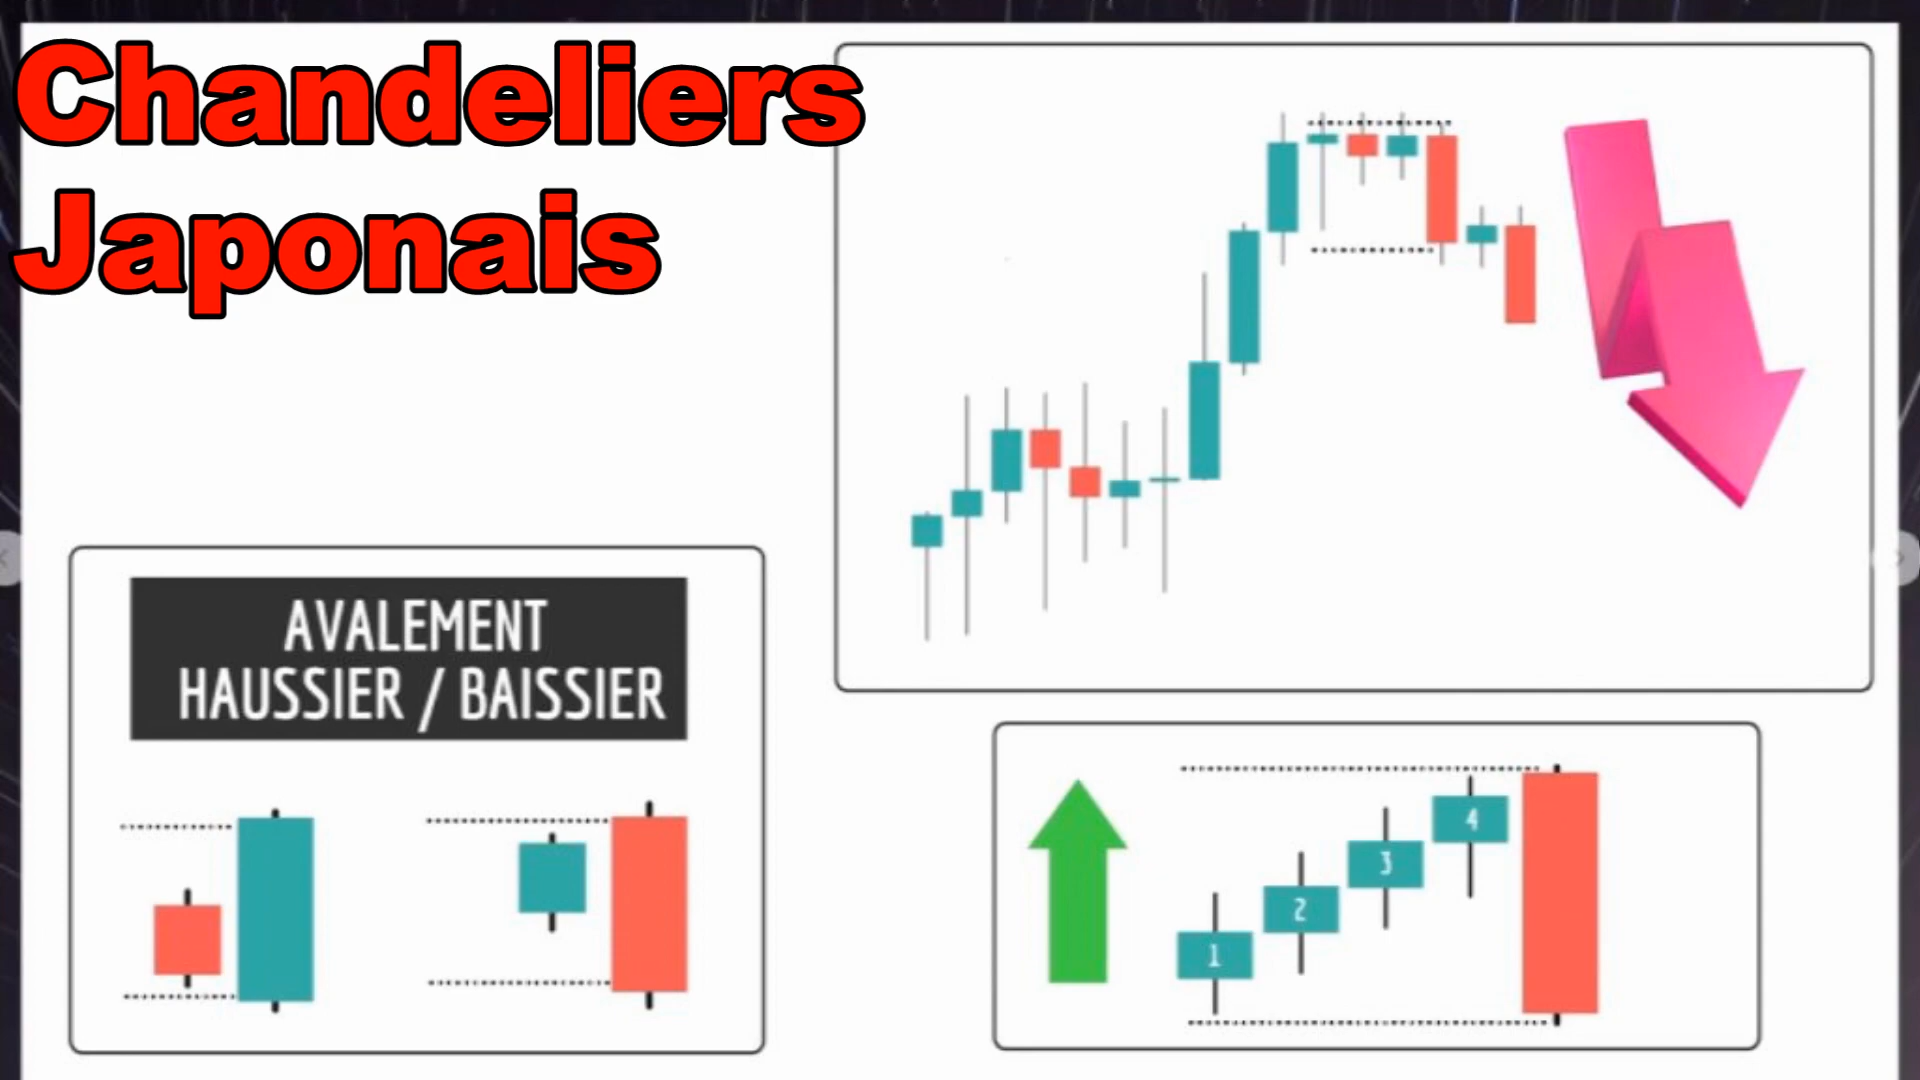 Chandeliers
Japonais
AVALEMENT
HAUSSIER / BAISSIER
1
2
3
4